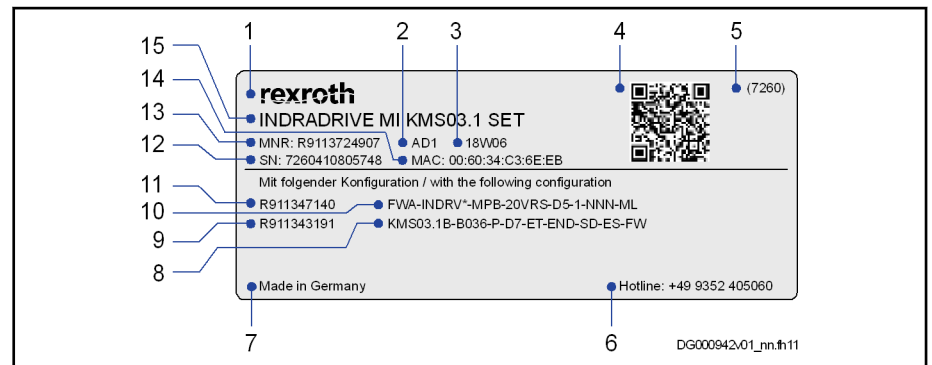 1 2 3 4 5
15
14
13
12
11
10
9
8
7 6
rexroth
(7260)
INDRADRIVE MI KMS03.1 SET
MNR: R9113724907 AD1 18W06
SN: 7260410805748 MAC: 00:60:34:C3:6E:EB
Mit folgender Konfiguration / with the following configuration
R911347140 FWA-INDRV*-MPB-20VRS-D5-1-NNN-ML
R911343191 KMS03.1B-B036-P-D7-ET-END-SD-ES-FW
Made in Germany Hotline: +49 9352 405060
DG000942v01_nn.fh11